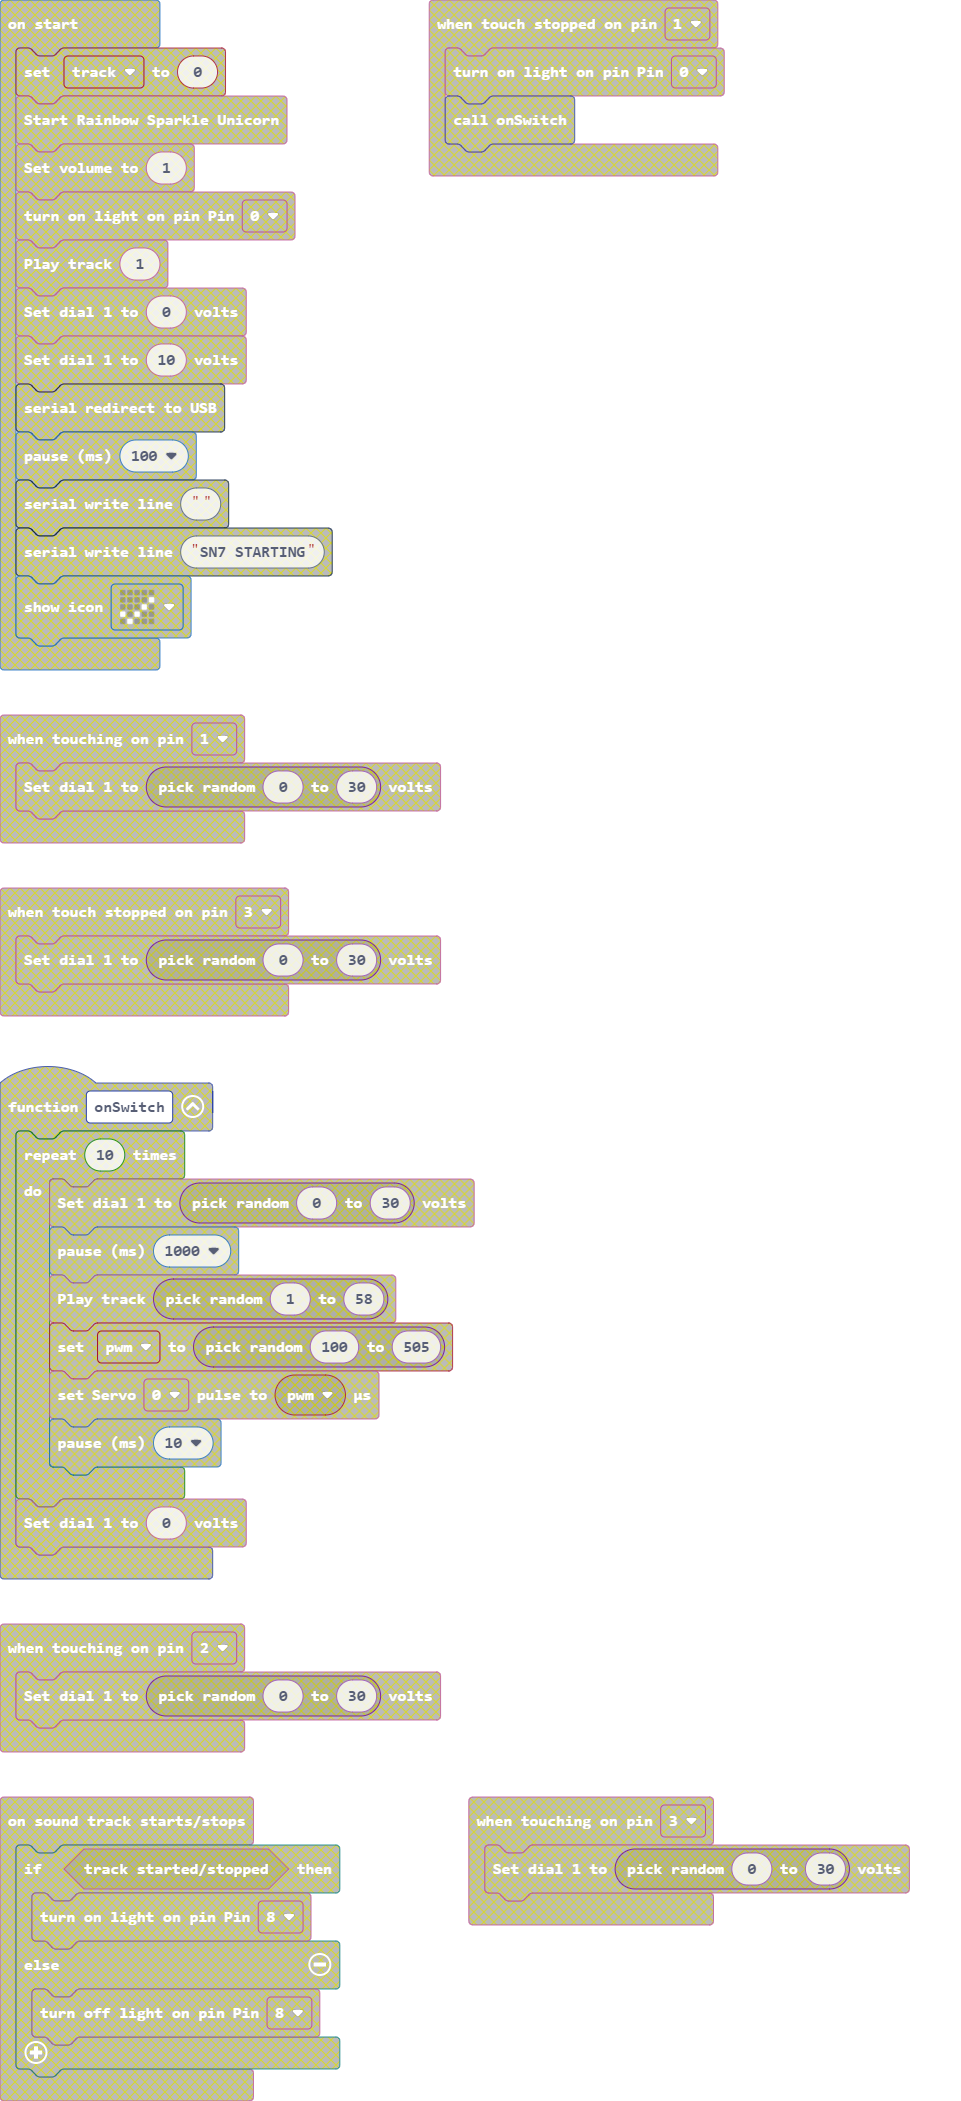 on start
set track to 0
Start Rainbow Sparkle Unicorn
Set volume to 1
turn on light on pin Pin 0
Play track 1
Set dial 1 to 0 volts
Set dial 1 to 10 volts
serial redirect to USB
pause (ms) 100
serial write line ""
serial write line "SN7 STARTING"
show icon
when touch stopped on pin 1
turn on light on pin Pin 0
call onSwitch
when touching on pin 1
Set dial 1 to pick random 0 to 30 volts
when touch stopped on pin 3
Set dial 1 to pick random 0 to 30 volts
function onSwitch
repeat 10 times
do
Set dial 1 to pick random 0 to 30 volts
pause (ms) 1000
Play track pick random 1 to 58
set pwm to pick random 100 to 505
set Servo 0 pulse to pwm µs
pause (ms) 10
Set dial 1 to 0 volts
when touching on pin 2
Set dial 1 to pick random 0 to 30 volts
on sound track starts/stops
if track started/stopped then
turn on light on pin Pin 8
else
turn off light on pin Pin 8
when touching on pin 3
Set dial 1 to pick random 0 to 30 volts